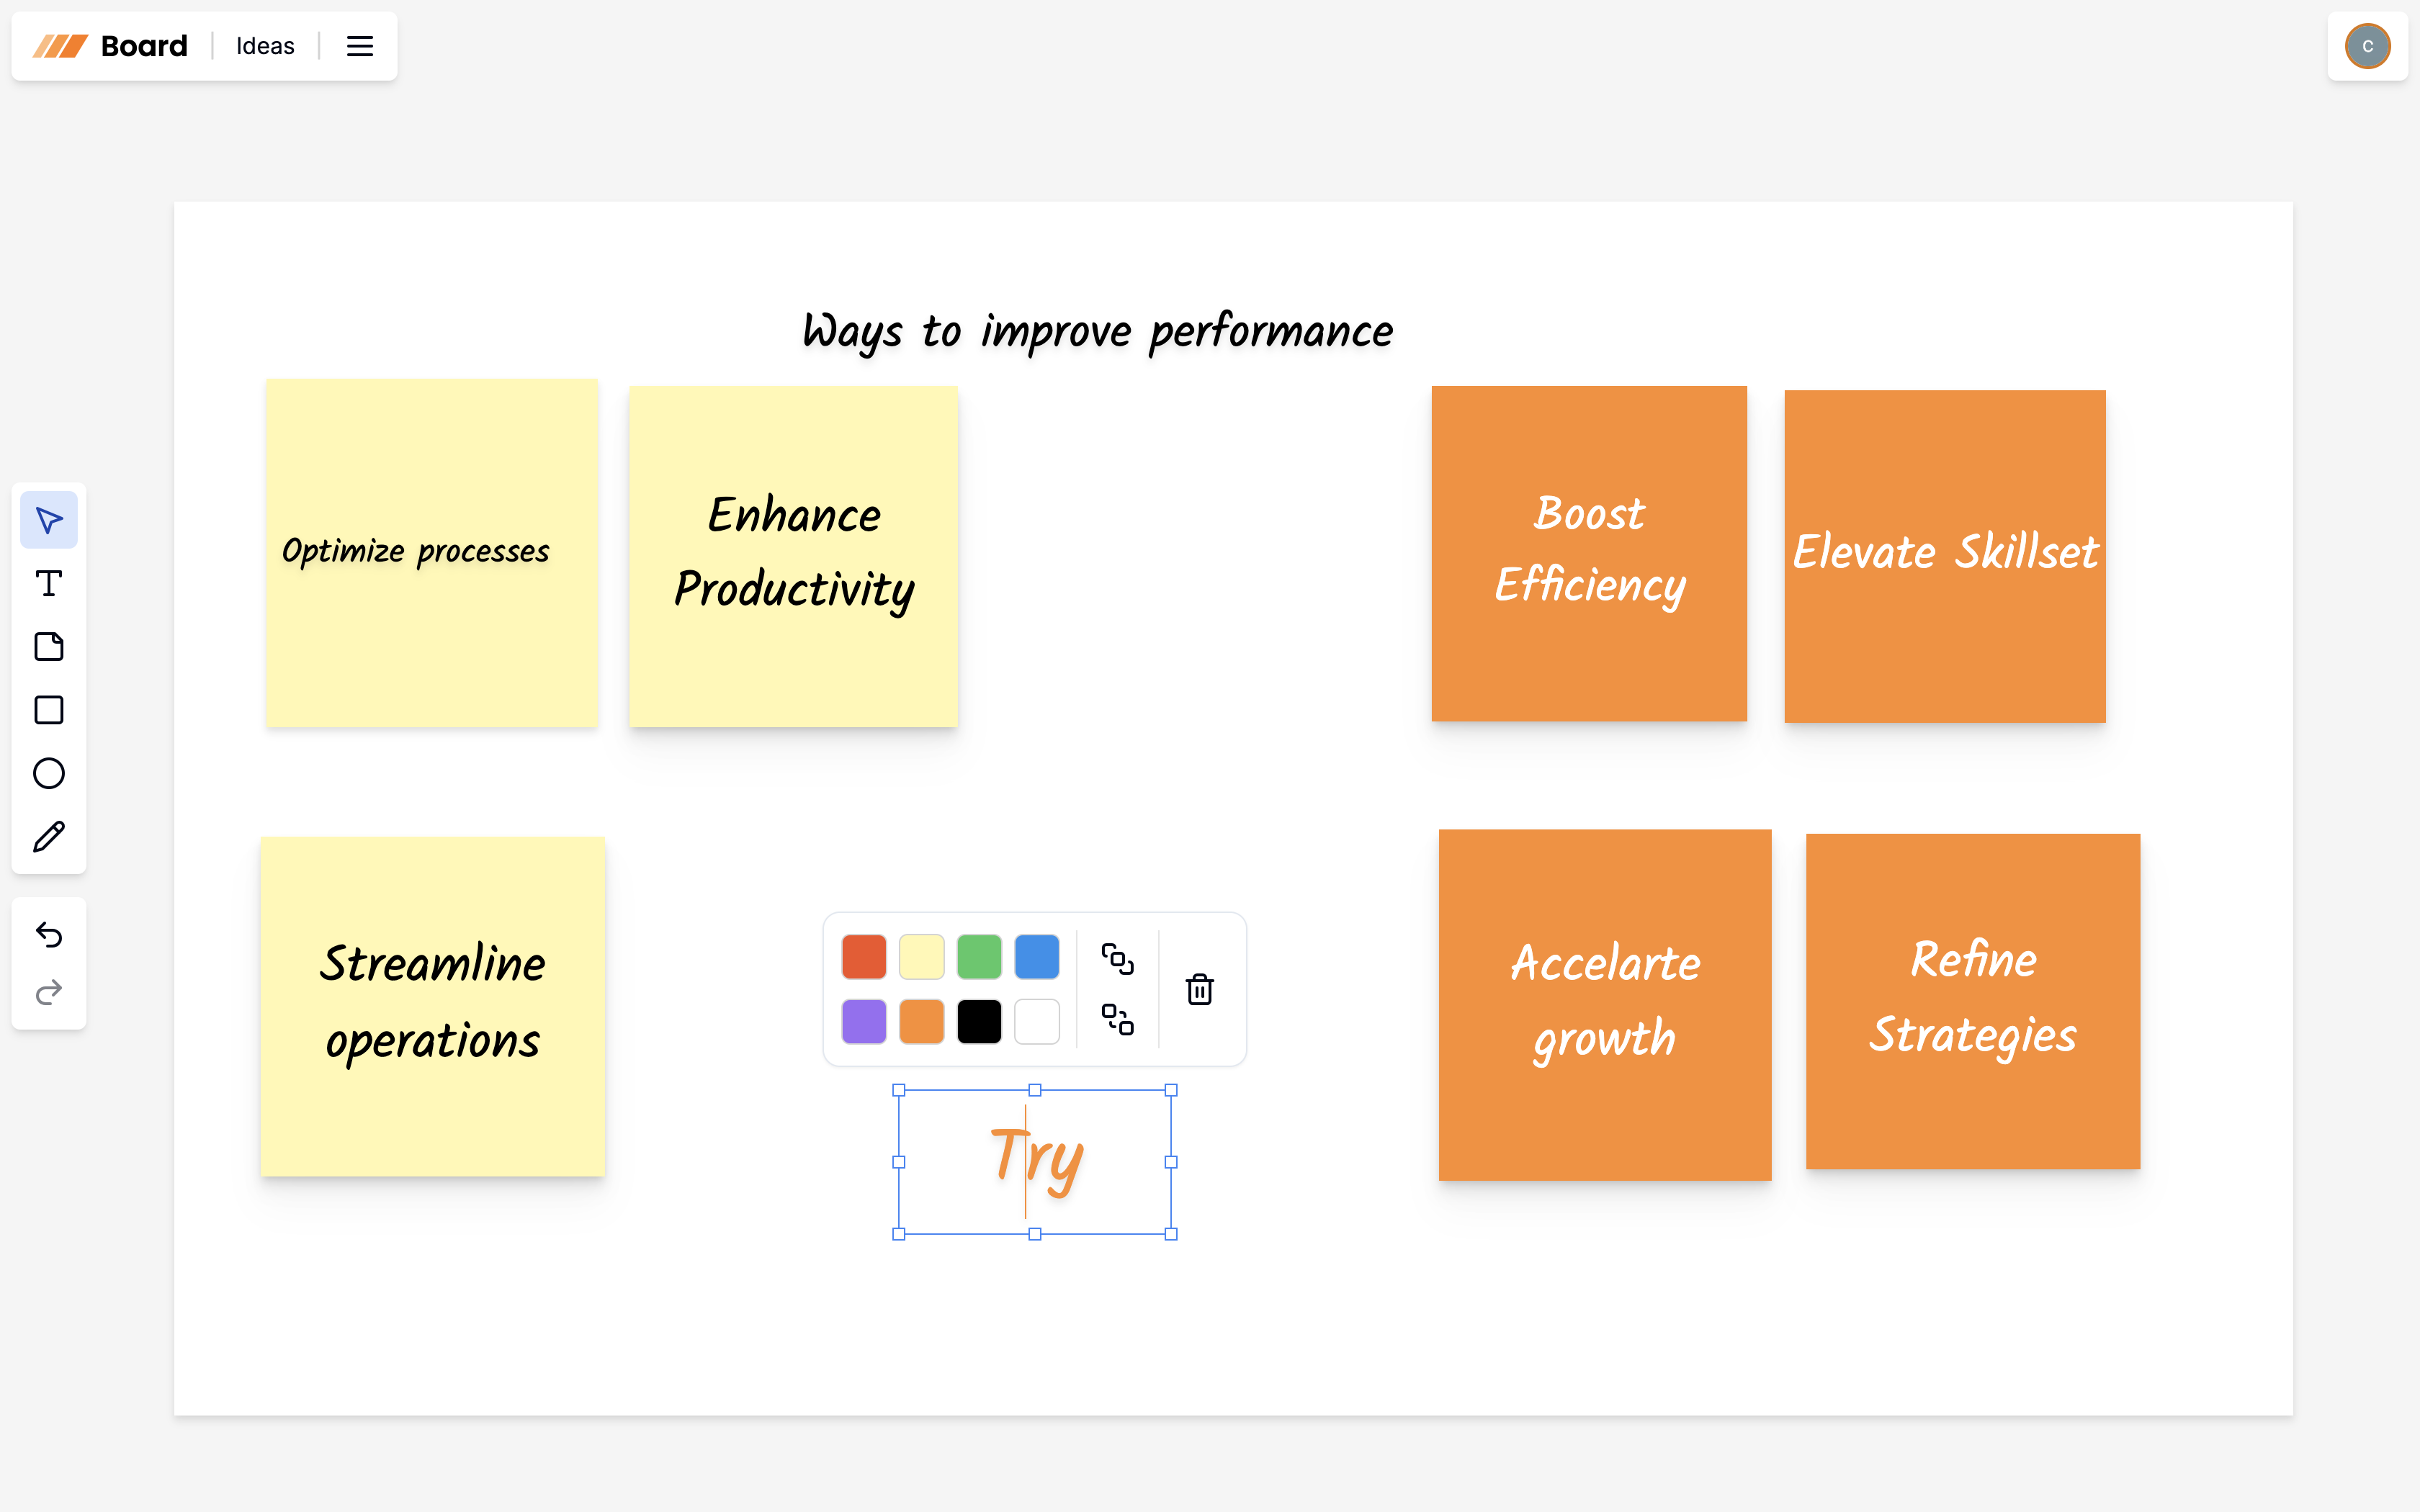 Board
Ideas
C
Ways to improve performance
Optimize processes
Enhance
Productivity
Boost
Efficiency
Elevate Skillset
Streamline
operations
Try
Accelarte
growth
Refine
Strategies